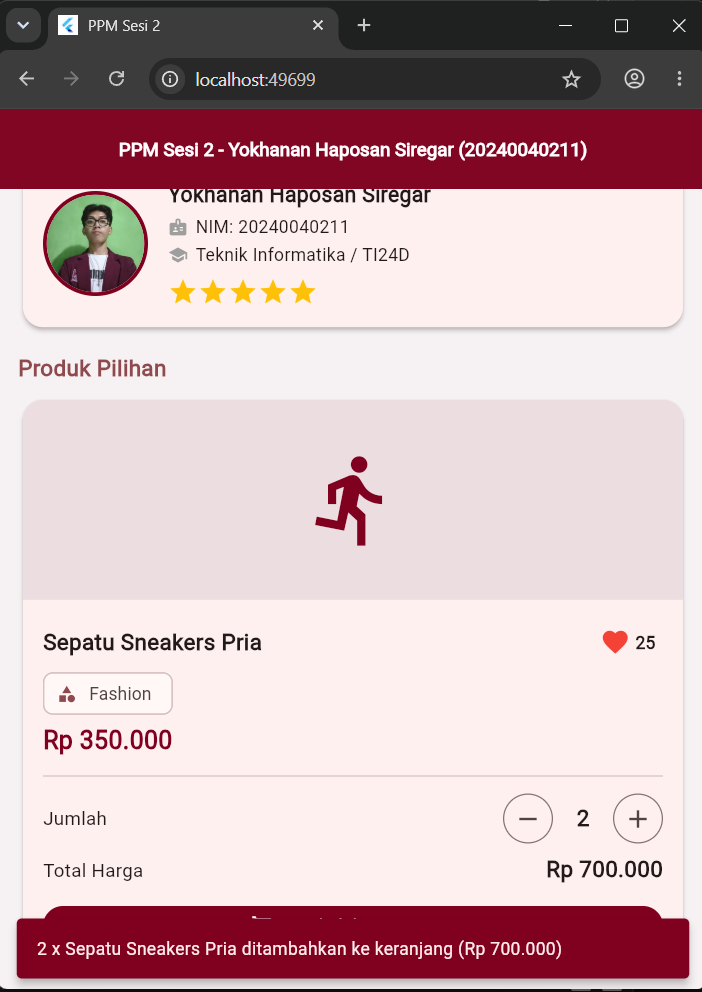 PPM Sesi 2
localhost:49699
PPM Sesi 2 - Yokhanan Haposan Siregar (20240040211)
Yokhanan Haposan Siregar
NIM: 20240040211
Teknik Informatika / TI24D
Produk Pilihan
Sepatu Sneakers Pria
25
Fashion
Rp 350.000
Jumlah
2
Total Harga
Rp 700.000
2 x Sepatu Sneakers Pria ditambahkan ke keranjang (Rp 700.000)